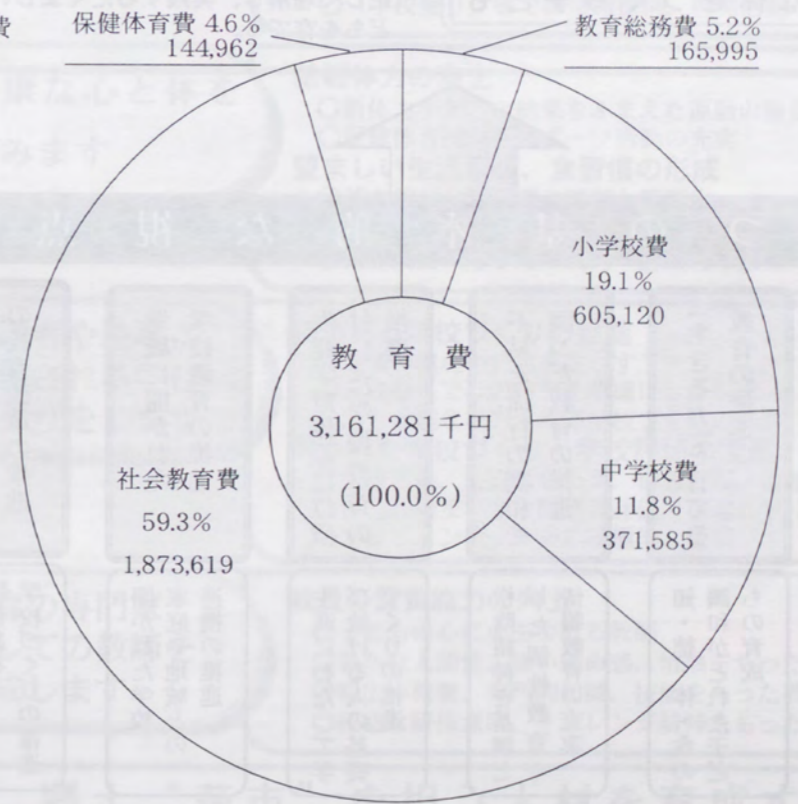 費
保健体育費 4.6%
144,962
教育総務費 5.2%
165,995
小学校費
19.1%
605,120
教 育 費
3,161,281千円
(100.0%)
中学校費
11.8%
371,585
社会教育費
59.3%
1,873,619